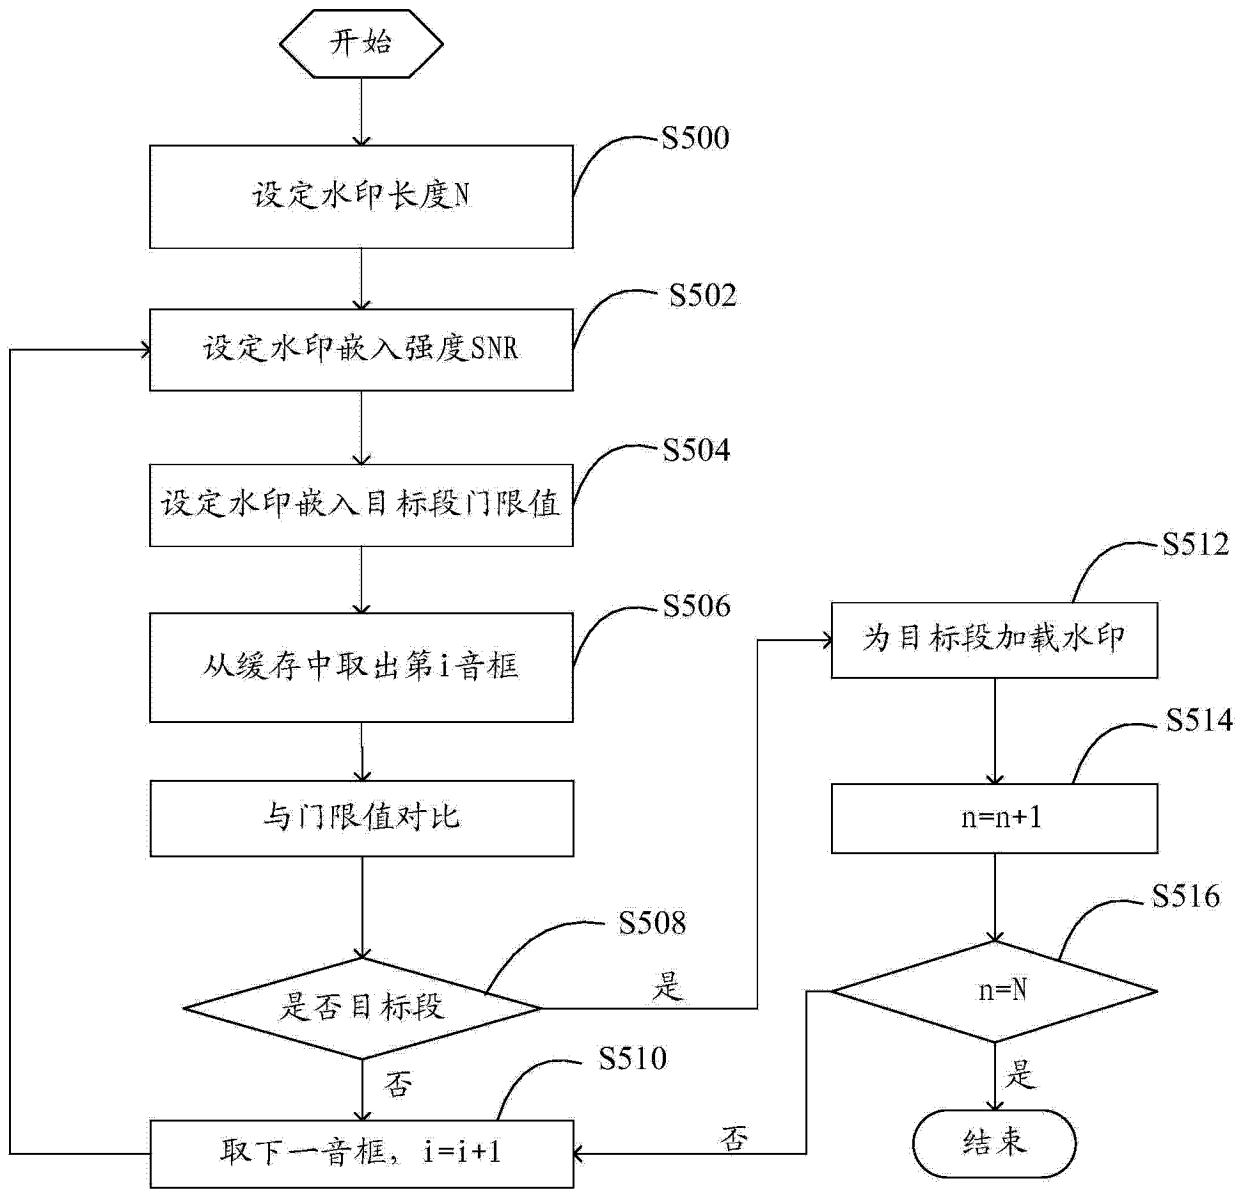 开始
S500
设定水印长度N
S502
设定水印嵌入强度SNR
S504
设定水印嵌入目标段门限值
S506
从缓存中取出第i音框
与门限值对比
S508
是否目标段
是
否
S510
取下一音框，i=i+1
S512
为目标段加载水印
S514
n=n+1
S516
n=N
否
是
结束